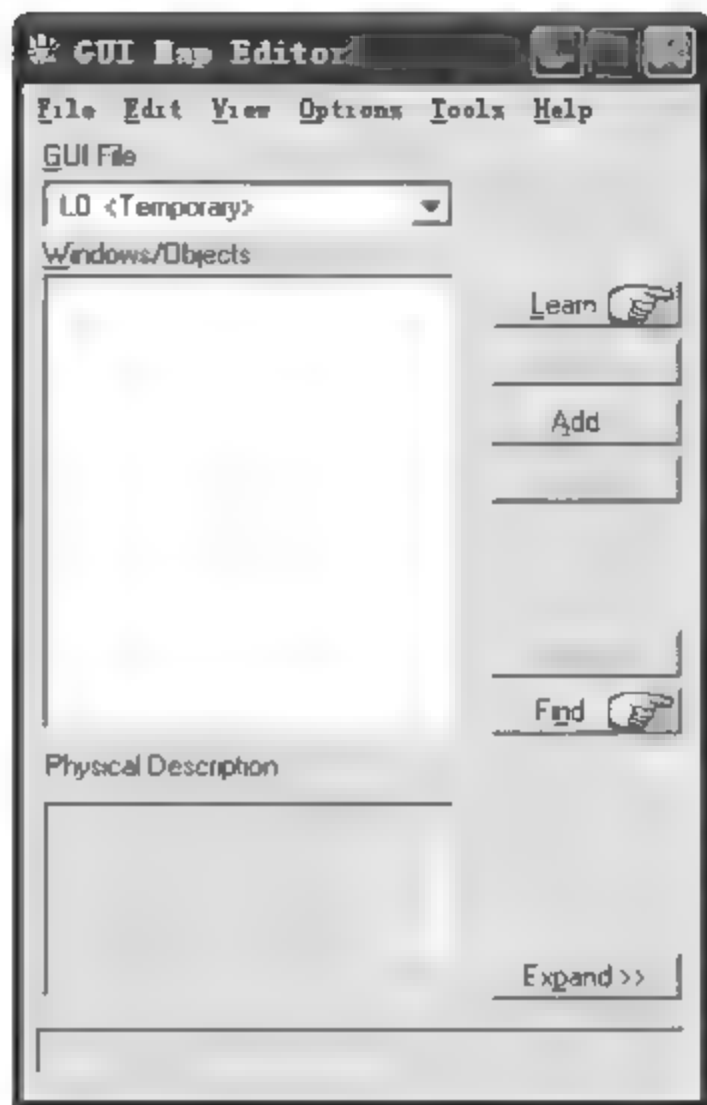 GUI Map Editor
File Edit View Options Tools Help
GUI File
L0 <Temporary>
Windows/Objects
Learn
Add
Find
Physical Description
Expand >>